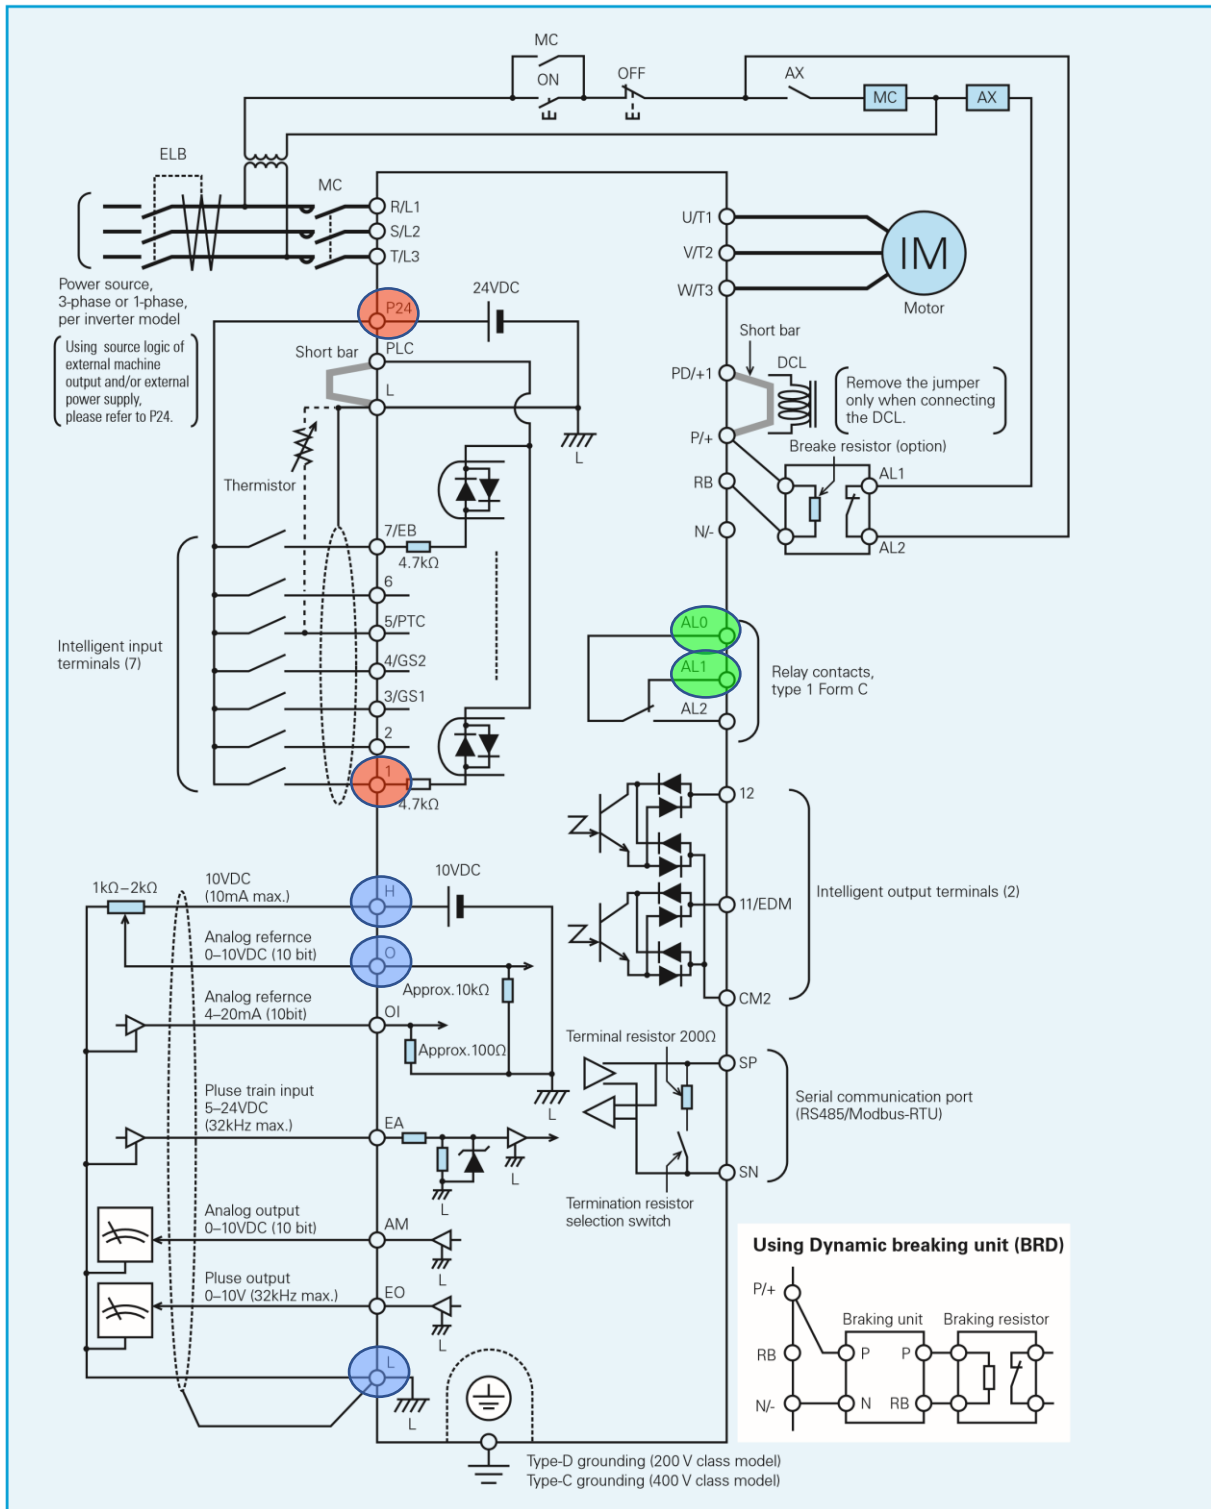 MC
ON
OFF
AX
MC
AX
ELB
MC
R/L1
S/L2
T/L3
Power source,
3-phase or 1-phase,
per inverter model
Using source logic of
external machine
output and/or external
power supply,
please refer to P24.
P24
24VDC
Short bar
PLC
L
L
Thermistor
7/EB
4.7kΩ
6
5/PTC
4/GS2
3/GS1
2
1
4.7kΩ
Intelligent input
terminals (7)
U/T1
V/T2
W/T3
IM
Motor
Short bar
PD/+1
DCL
Remove the jumper
only when connecting
the DCL.
P/+
Breake resistor (option)
RB
AL1
N/-
AL2
AL0
AL1
AL2
Relay contacts,
type 1 Form C
12
11/EDM
Intelligent output terminals (2)
CM2
1kΩ–2kΩ
10VDC
(10mA max.)
H
10VDC
Analog refernce
0–10VDC (10 bit)
O
Approx.10kΩ
Analog refernce
4–20mA (10bit)
OI
Approx.100Ω
L
Pluse train input
5–24VDC
(32kHz max.)
EA
L
L
Analog output
0–10VDC (10 bit)
AM
L
Pluse output
0–10V (32kHz max.)
EO
L
L
L
Terminal resistor 200Ω
SP
Serial communication port
(RS485/Modbus-RTU)
SN
Termination resistor
selection switch
Type-D grounding (200 V class model)
Type-C grounding (400 V class model)
Using Dynamic breaking unit (BRD)
P/+
Braking unit
Braking resistor
RB
P
P
N/-
N
RB